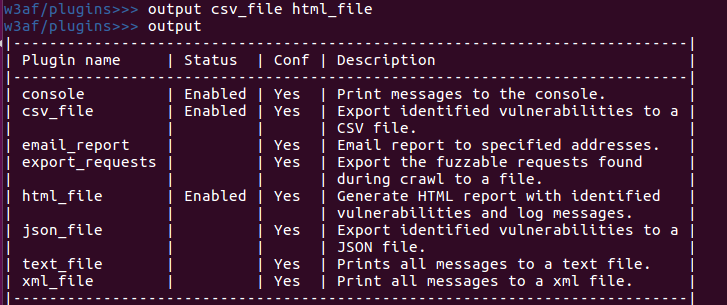 w3af/plugins>>> output csv_file html_file
w3af/plugins>>> output
|---------------------------------------------------------------------------|
| Plugin name     | Status  | Conf | Description                            |
|---------------------------------------------------------------------------|
| console         | Enabled | Yes  | Print messages to the console.         |
| csv_file        | Enabled | Yes  | Export identified vulnerabilities to a |
|                 |         |      | CSV file.                              |
| email_report    |         | Yes  | Email report to specified addresses.   |
| export_requests |         | Yes  | Export the fuzzable requests found     |
|                 |         |      | during crawl to a file.                |
| html_file       | Enabled | Yes  | Generate HTML report with identified   |
|                 |         |      | vulnerabilities and log messages.      |
| json_file       |         | Yes  | Export identified vulnerabilities to a |
|                 |         |      | JSON file.                             |
| text_file       |         | Yes  | Prints all messages to a text file.    |
| xml_file        |         | Yes  | Print all messages to a xml file.      |
|---------------------------------------------------------------------------|